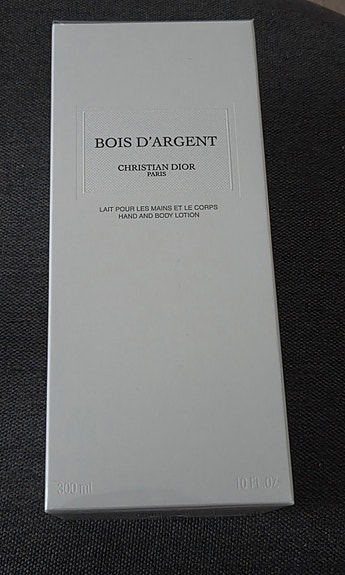 BOIS D'ARGENT
CHRISTIAN DIOR
PARIS
LAIT POUR LES MAINS ET LE CORPS
HAND AND BODY LOTION
300 ml 10 FL.OZ